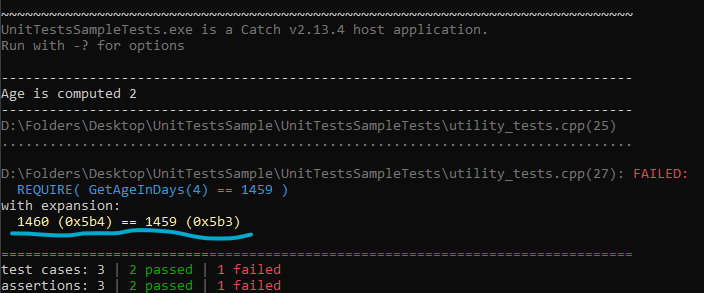 ~~~~~~~~~~~~~~~~~~~~~~~~~~~~~~~~~~~~~~~~~~~~~~~~~~~~~~~~~~~~~~~~~~~~~~~~~~~~~~~
UnitTestsSampleTests.exe is a Catch v2.13.4 host application.
Run with -? for options
-------------------------------------------------------------------------------
Age is computed 2
-------------------------------------------------------------------------------
D:\Folders\Desktop\UnitTestsSample\UnitTestsSampleTests\utility_tests.cpp(25)
...............................................................................
D:\Folders\Desktop\UnitTestsSample\UnitTestsSampleTests\utility_tests.cpp(27): FAILED:
  REQUIRE( GetAgeInDays(4) == 1459 )
with expansion:
  1460 (0x5b4) == 1459 (0x5b3)
===============================================================================
test cases: 3 | 2 passed | 1 failed
assertions: 3 | 2 passed | 1 failed